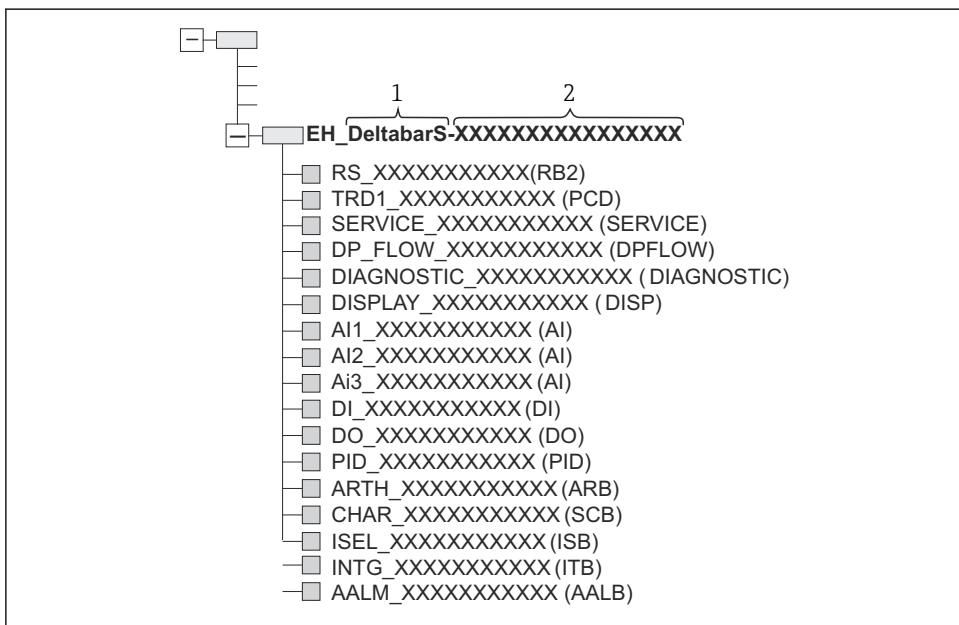 1 2
EH_DeltabarS-XXXXXXXXXXXXXXXX
RS_XXXXXXXXXXX(RB2)
TRD1_XXXXXXXXXXX (PCD)
SERVICE_XXXXXXXXXXX (SERVICE)
DP_FLOW_XXXXXXXXXXX (DPFLOW)
DIAGNOSTIC_XXXXXXXXXXX ( DIAGNOSTIC)
DISPLAY_XXXXXXXXXXX ( DISP)
AI1_XXXXXXXXXXX (AI)
AI2_XXXXXXXXXXX (AI)
Ai3_XXXXXXXXXXX (AI)
DI_XXXXXXXXXXX (DI)
DO_XXXXXXXXXXX (DO)
PID_XXXXXXXXXXX (PID)
ARTH_XXXXXXXXXXX (ARB)
CHAR_XXXXXXXXXXX (SCB)
ISEL_XXXXXXXXXXX (ISB)
INTG_XXXXXXXXXXX (ITB)
AALM_XXXXXXXXXXX (AALB)